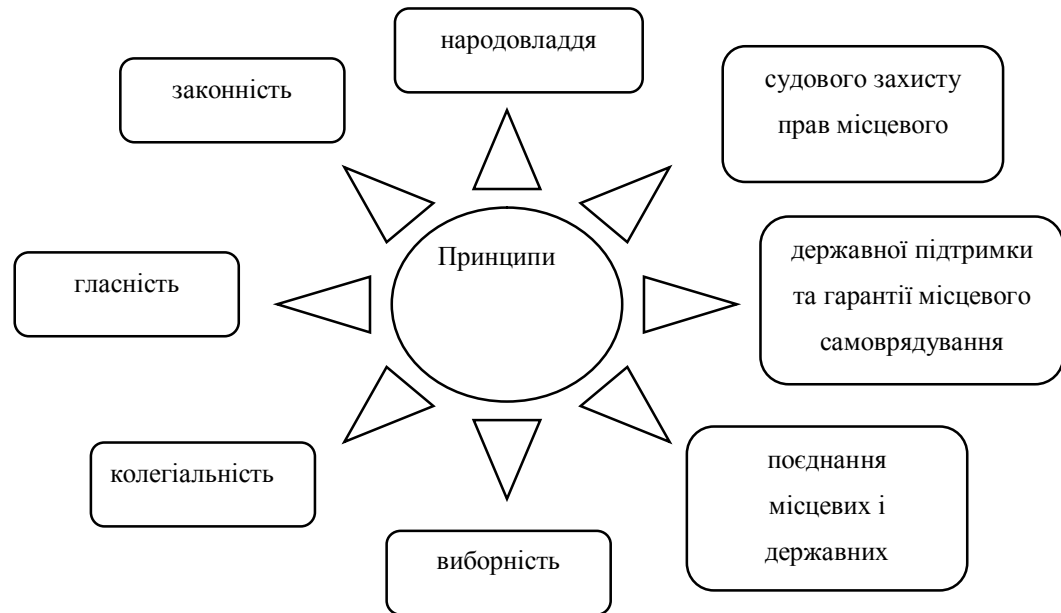 народовладдя
законність
судового захисту
прав місцевого
Принципи
гласність
державної підтримки
та гарантії місцевого
самоврядування
колегіальність
поєднання
місцевих і
державних
виборність